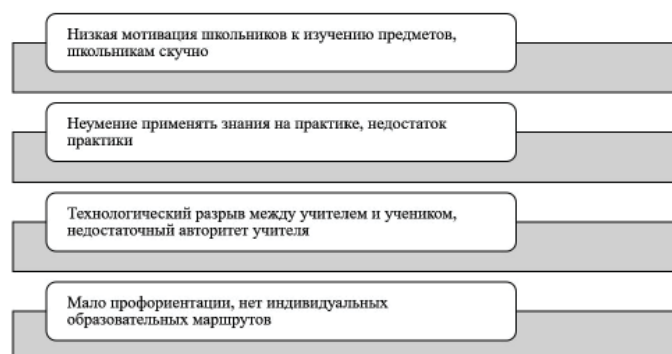 Низкая мотивация школьников к изучению предметов,
школьникам скучно
Неумение применять знания на практике, недостаток
практики
Технологический разрыв между учителем и учеником,
недостаточный авторитет учителя
Мало профориентации, нет индивидуальных
образовательных маршрутов